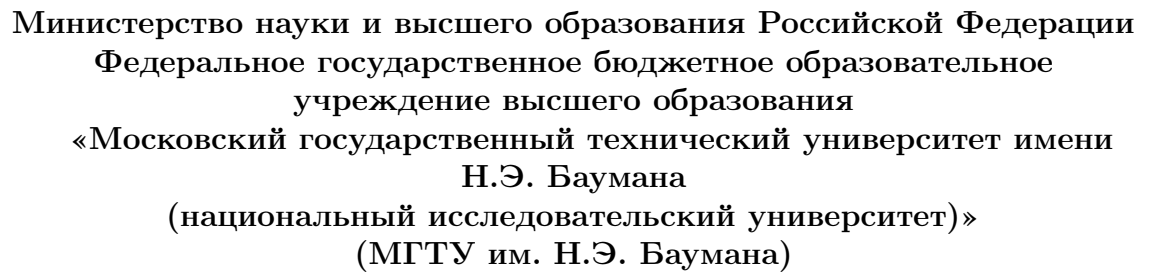 Министерство науки и высшего образования Российской Федерации
Федеральное государственное бюджетное образовательное
учреждение высшего образования
«Московский государственный технический университет имени
Н.Э. Баумана
(национальный исследовательский университет)»
(МГТУ им. Н.Э. Баумана)